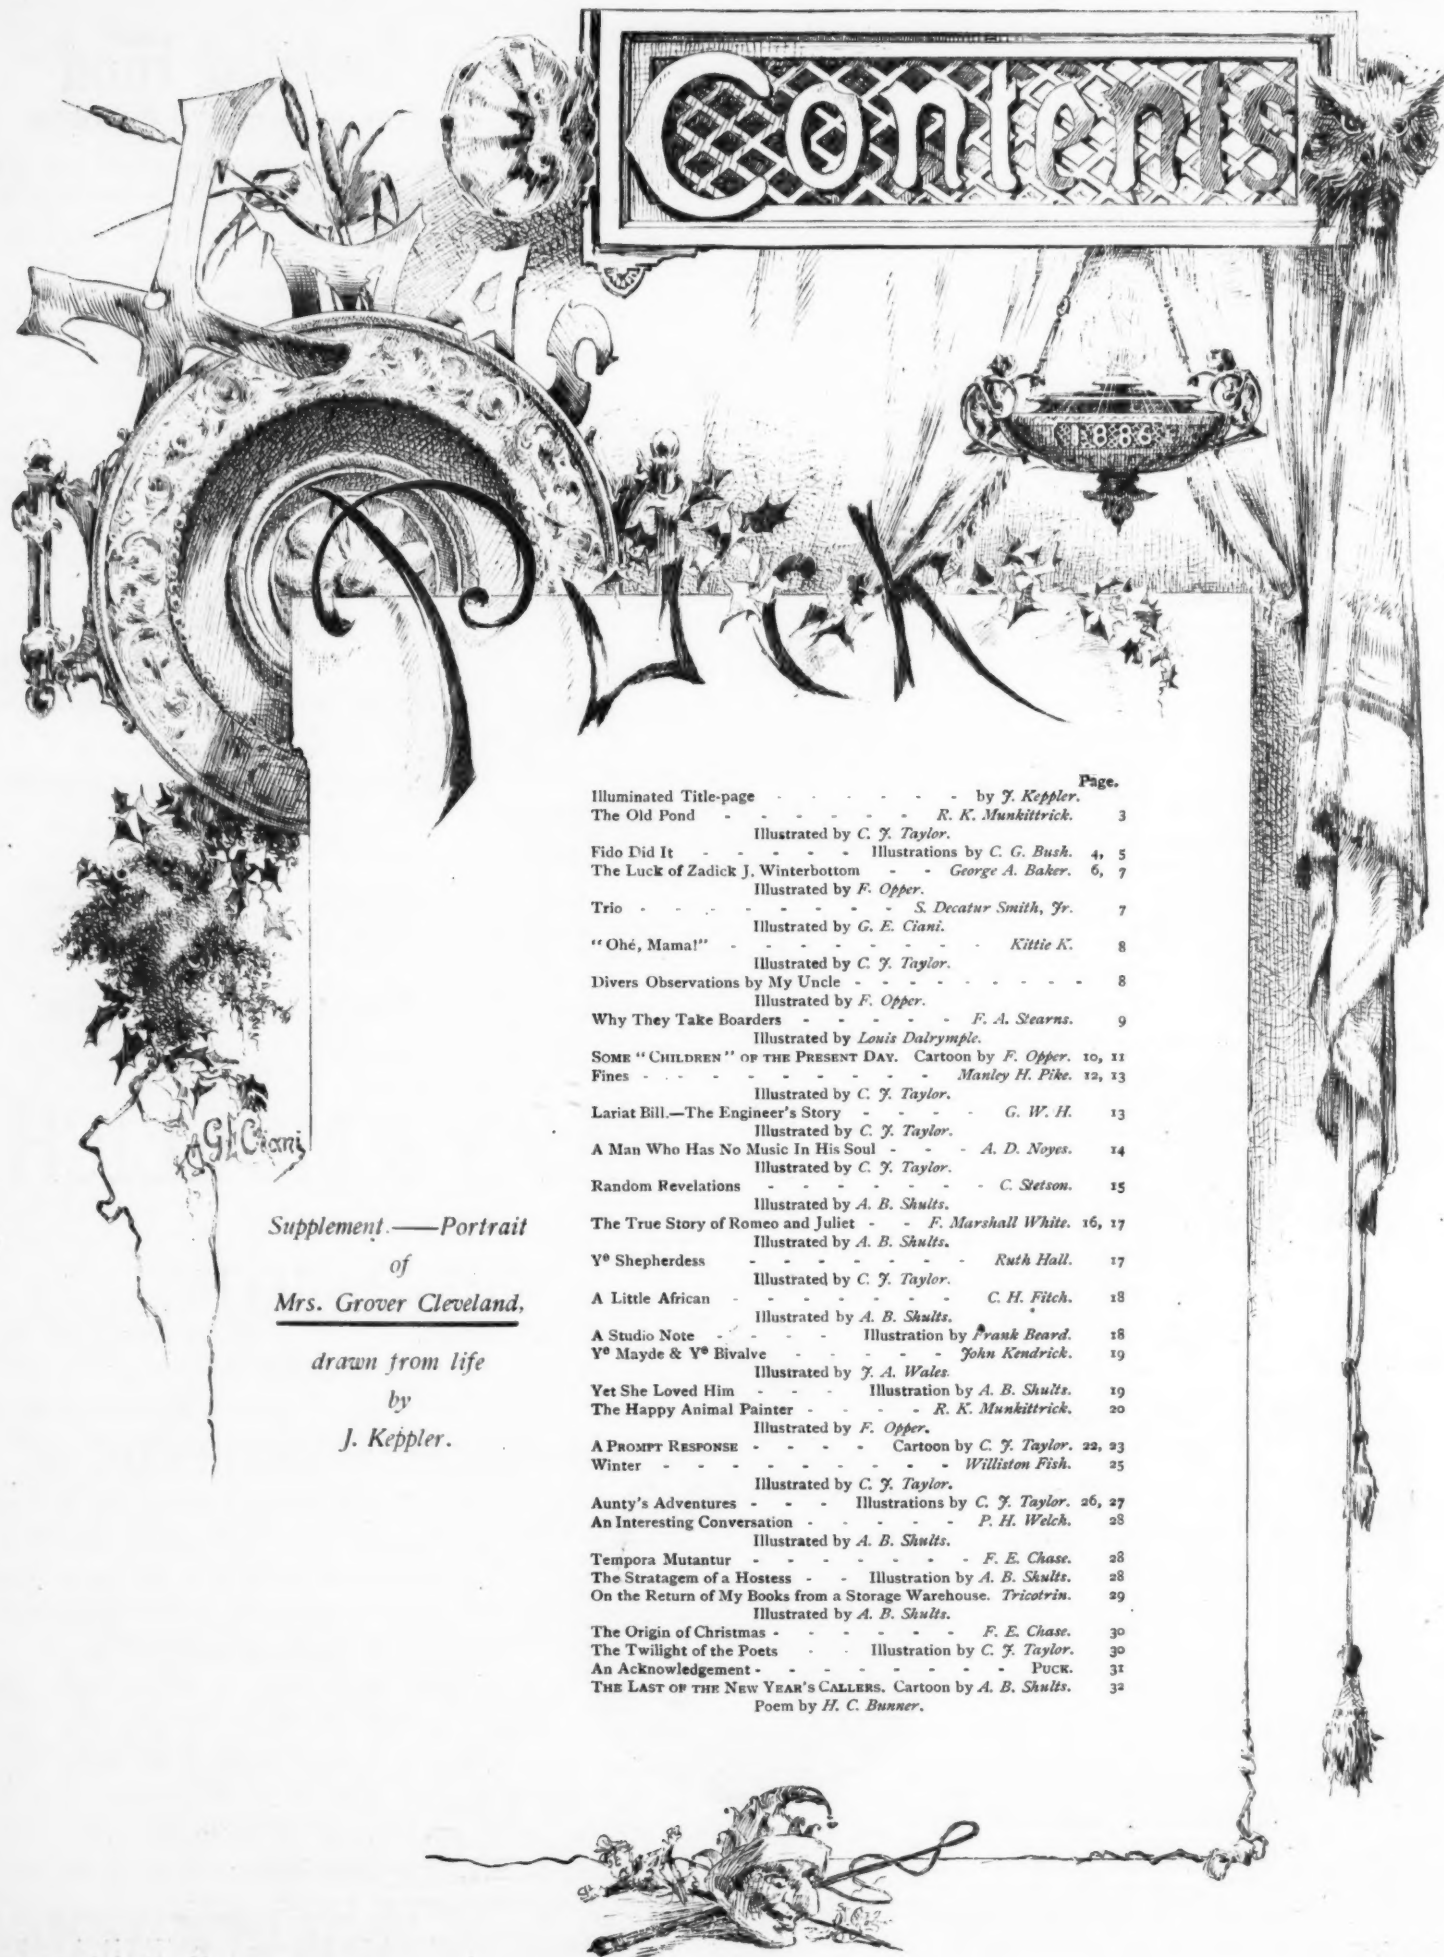 Contents
XMAS
1886
PUCK
Page.
Illuminated Title-page - - - - - - by J. Keppler.
The Old Pond - - - - - - R. K. Munkittrick. 3
Illustrated by C. J. Taylor.
Fido Did It - - - - - Illustrations by C. G. Bush. 4, 5
The Luck of Zadick J. Winterbottom - - George A. Baker. 6, 7
Illustrated by F. Opper.
Trio - - - - - - - - S. Decatur Smith, Jr. 7
Illustrated by G. E. Ciani.
"Ohé, Mama!" - - - - - - - - Kittie K. 8
Illustrated by C. J. Taylor.
Divers Observations by My Uncle - - - - - - - - - 8
Illustrated by F. Opper.
Why They Take Boarders - - - - - F. A. Stearns. 9
Illustrated by Louis Dalrymple.
SOME "CHILDREN" OF THE PRESENT DAY. Cartoon by F. Opper. 10, 11
Fines - - - - - - - - - Manley H. Pike. 12, 13
Illustrated by C. J. Taylor.
Lariat Bill.—The Engineer's Story - - - - G. W. H. 13
Illustrated by C. J. Taylor.
A Man Who Has No Music In His Soul - - - A. D. Noyes. 14
Illustrated by C. J. Taylor.
Random Revelations - - - - - - - C. Stetson. 15
Illustrated by A. B. Shults.
The True Story of Romeo and Juliet - - F. Marshall White. 16, 17
Illustrated by A. B. Shults.
Ye Shepherdess - - - - - - - Ruth Hall. 17
Illustrated by C. J. Taylor.
A Little African - - - - - - - C. H. Fitch. 18
Illustrated by A. B. Shults.
A Studio Note - - - - Illustration by Frank Beard. 18
Ye Mayde & Ye Bivalve - - - - - John Kendrick. 19
Illustrated by J. A. Wales.
Yet She Loved Him - - - Illustration by A. B. Shults. 19
The Happy Animal Painter - - - - R. K. Munkittrick. 20
Illustrated by F. Opper.
A PROMPT RESPONSE - - - - Cartoon by C. J. Taylor. 22, 23
Winter - - - - - - - - - Williston Fish. 25
Illustrated by C. J. Taylor.
Aunty's Adventures - - - Illustrations by C. J. Taylor. 26, 27
An Interesting Conversation - - - - - P. H. Welch. 28
Illustrated by A. B. Shults.
Tempora Mutantur - - - - - - - F. E. Chase. 28
The Stratagem of a Hostess - - Illustration by A. B. Shults. 28
On the Return of My Books from a Storage Warehouse. Tricotrin. 29
Illustrated by A. B. Shults.
The Origin of Christmas - - - - - - F. E. Chase. 30
The Twilight of the Poets - - Illustration by C. J. Taylor. 30
An Acknowledgement - - - - - - - - PUCK. 31
THE LAST OF THE NEW YEAR'S CALLERS. Cartoon by A. B. Shults. 32
Poem by H. C. Bunner.
G E Ciani
Supplement.—Portrait
of
Mrs. Grover Cleveland,
drawn from life
by
J. Keppler.